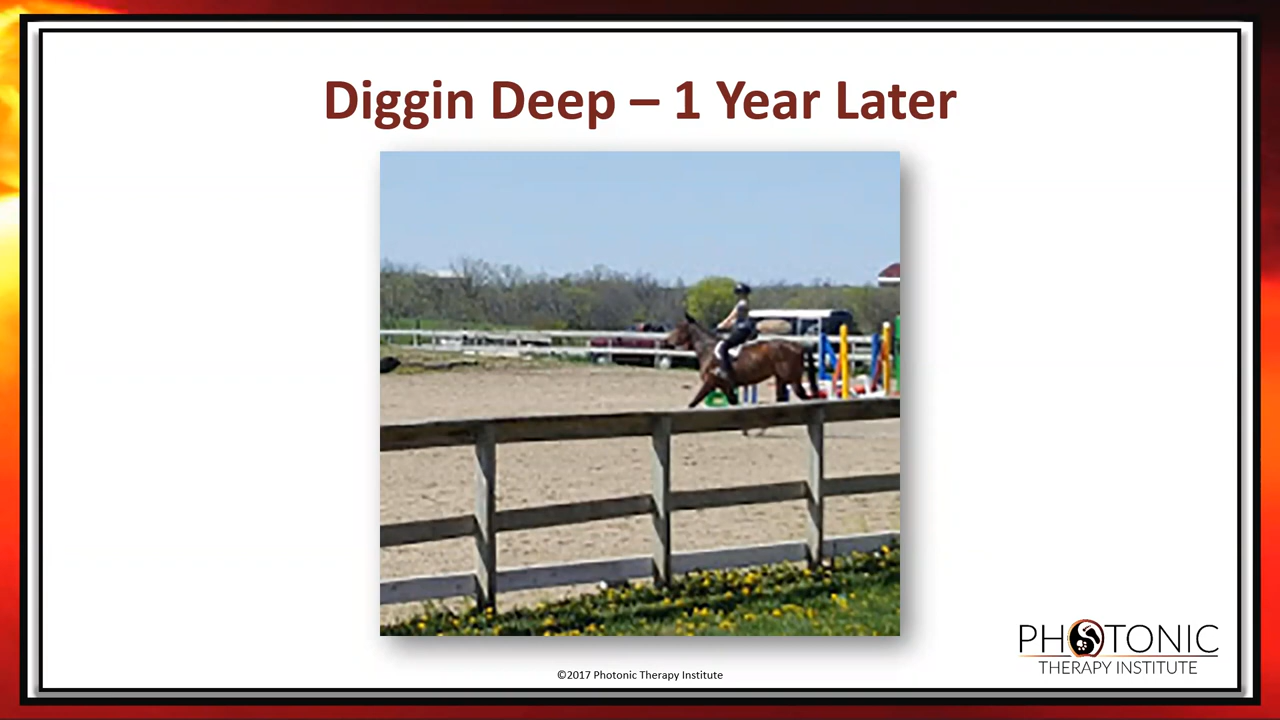 Diggin Deep – 1 Year Later
PHOTONIC
THERAPY INSTITUTE
©2017 Photonic Therapy Institute